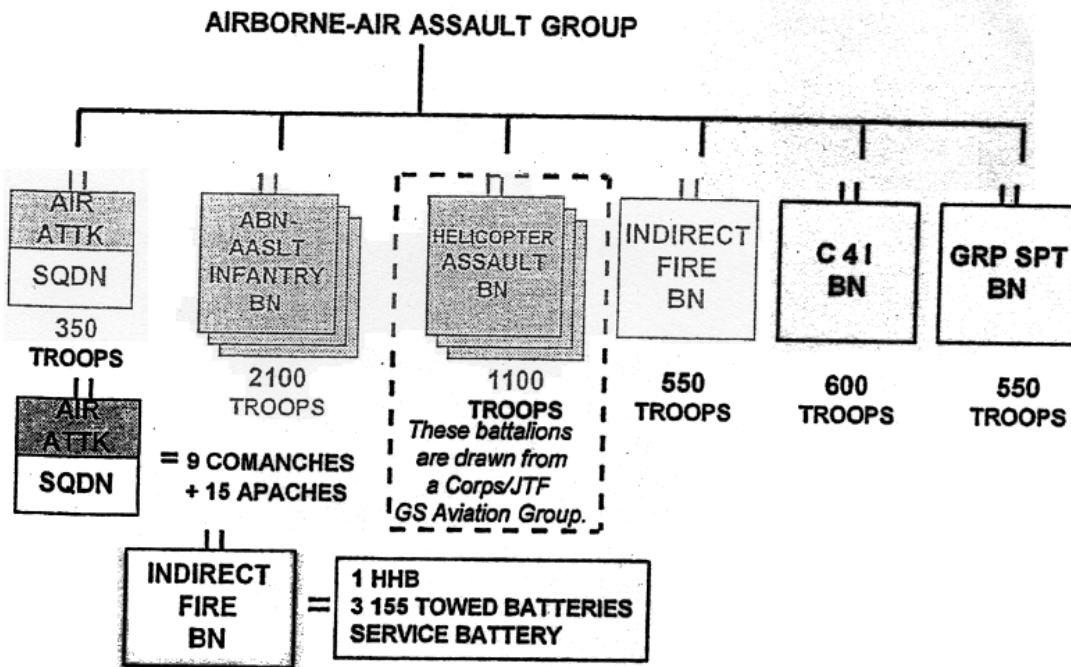 AIRBORNE-AIR ASSAULT GROUP
AIR
ATTK
SQDN
350
TROOPS
ABN-
AASLT
INFANTRY
BN
2100
TROOPS
HELICOPTER
ASSAULT
BN
1100
TROOPS
These battalions
are drawn from
a Corps/JTF
GS Aviation Group.
INDIRECT
FIRE
BN
550
TROOPS
C 4 I
BN
600
TROOPS
GRP SPT
BN
550
TROOPS
AIR
ATTK
SQDN
= 9 COMANCHES
+ 15 APACHES
INDIRECT
FIRE
BN
=
1 HHB
3 155 TOWED BATTERIES
SERVICE BATTERY